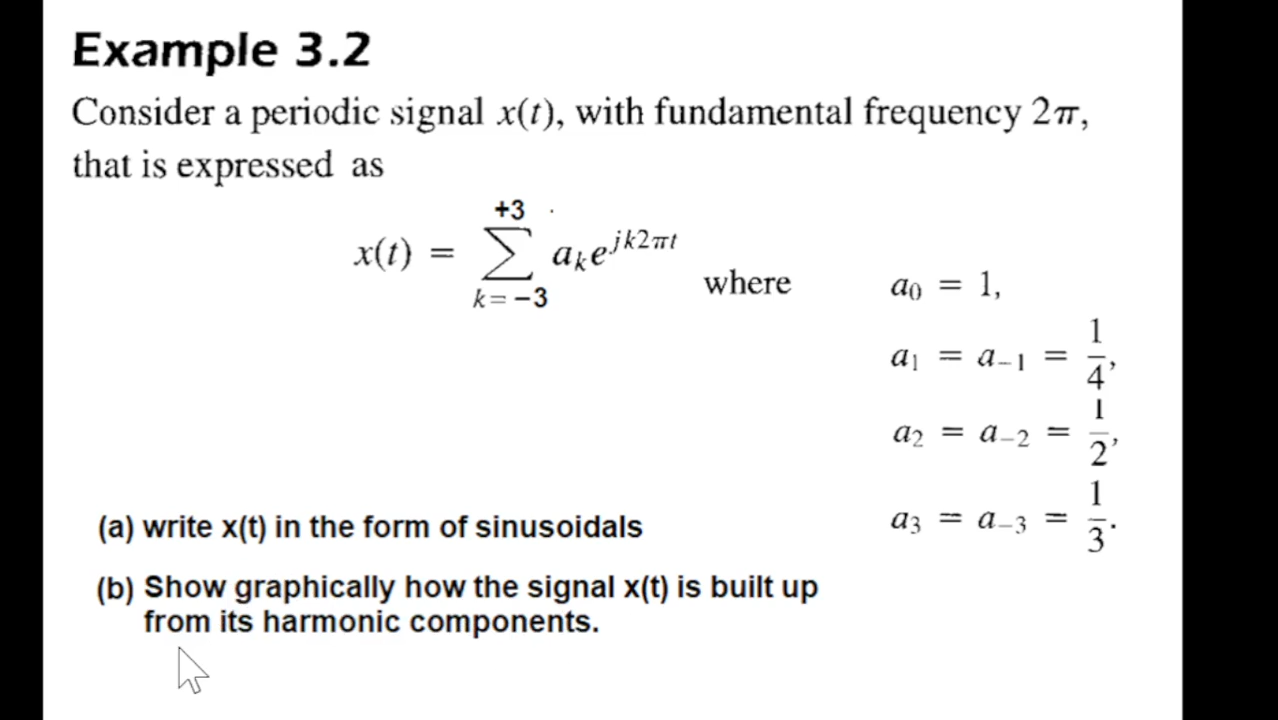 Example 3.2
Consider a periodic signal x(t), with fundamental frequency 2π,
that is expressed as
x(t) = ∑_{k=−3}^{+3} a_k e^{jk2πt} where
a_0 = 1,
a_1 = a_{−1} = 1/4,
a_2 = a_{−2} = 1/2,
a_3 = a_{−3} = 1/3.
(a) write x(t) in the form of sinusoidals
(b) Show graphically how the signal x(t) is built up
from its harmonic components.